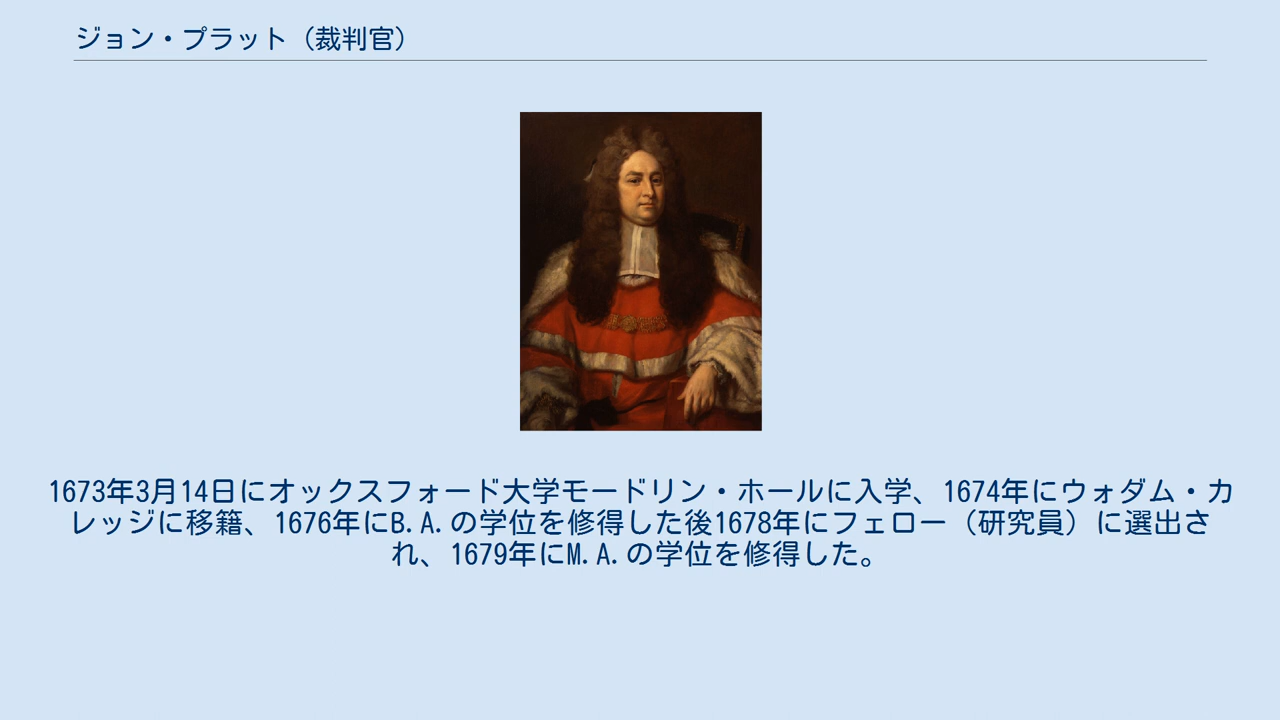 ジョン・プラット（裁判官）
1673年3月14日にオックスフォード大学モードリン・ホールに入学、1674年にウォダム・カ
レッジに移籍、1676年にB.A.の学位を修得した後1678年にフェロー（研究員）に選出さ
れ、1679年にM.A.の学位を修得した。